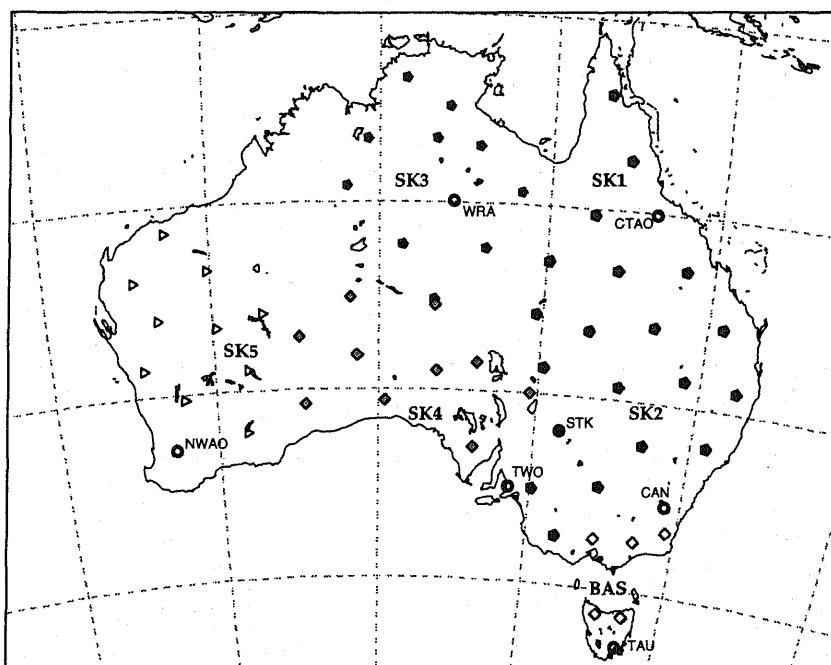 SK3
SK1
WRA
CTAO
SK5
SK4
SK2
STK
NWAO
TWO
CAN
BAS
TAU